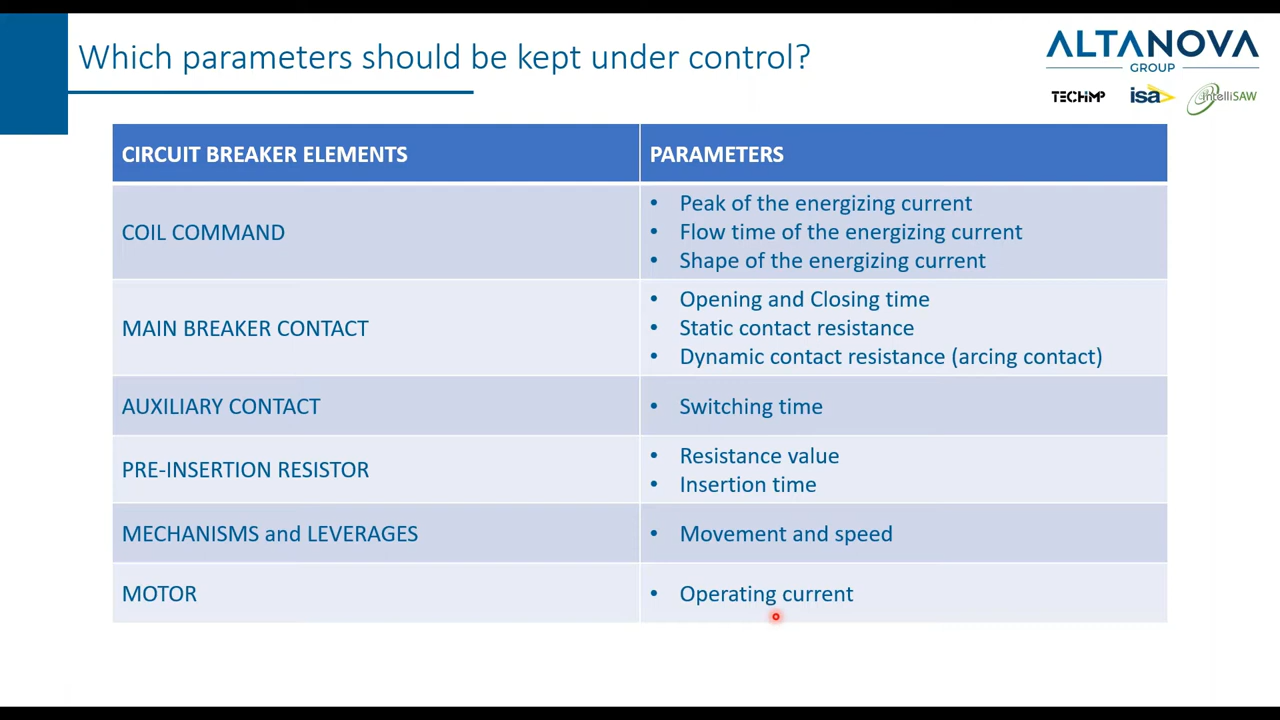 Which parameters should be kept under control?
ALTANOVA
GROUP
TECHIMP
isa
intelliSAW
CIRCUIT BREAKER ELEMENTS
PARAMETERS
COIL COMMAND
• Peak of the energizing current
• Flow time of the energizing current
• Shape of the energizing current
MAIN BREAKER CONTACT
• Opening and Closing time
• Static contact resistance
• Dynamic contact resistance (arcing contact)
AUXILIARY CONTACT
• Switching time
PRE-INSERTION RESISTOR
• Resistance value
• Insertion time
MECHANISMS and LEVERAGES
• Movement and speed
MOTOR
• Operating current